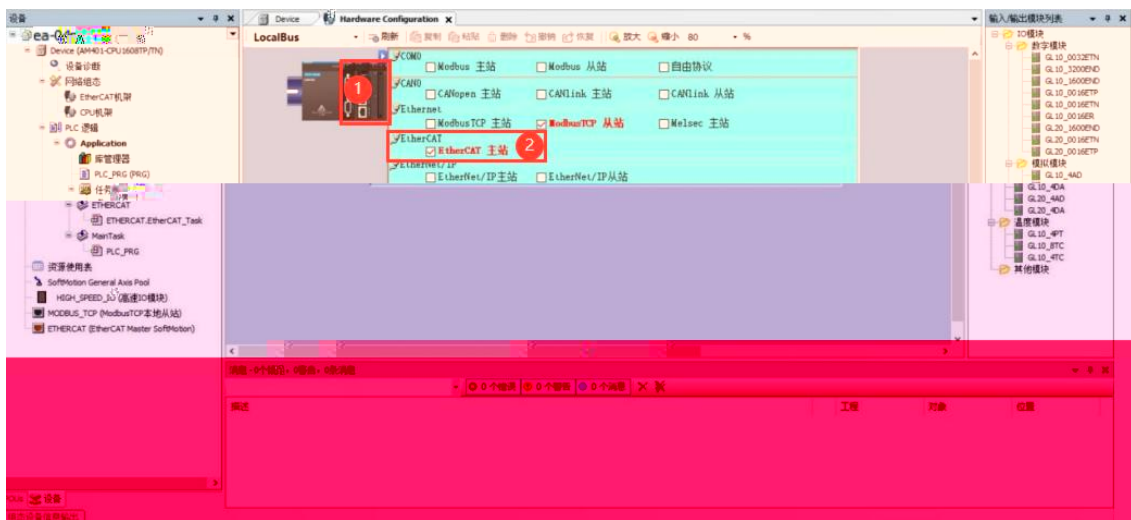 设备
Device
Hardware Configuration
输入/输出模块列表
Device (AM401-CPU1608TP/TN)
设备诊断
网络组态
EtherCAT机架
CPU机架
PLC 逻辑
Application
库管理器
PLC_PRG (PRG)
ETHERCAT
ETHERCAT.EtherCAT_Task
MainTask
PLC_PRG
资源使用表
SoftMotion General Axis Pool
HIGH_SPEED_IO (高速IO模块)
MODBUS_TCP (ModbusTCP本地从站)
ETHERCAT (EtherCAT Master SoftMotion)
设备
LocalBus
刷新 复制 粘贴 删除 撤销 恢复 放大 缩小 80 %
1
COM0
Modbus 主站 Modbus 从站 自由协议
CAN0
CANopen 主站 CANlink 主站 CANlink 从站
Ethernet
ModbusTCP 主站 ModbusTCP 从站 Melsec 主站
EtherCAT
EtherCAT 主站
2
EtherNet/IP
EtherNet/IP主站 EtherNet/IP从站
IO模块
数字模块
GL10_0032ETN
GL10_3200END
GL10_1600END
GL10_0016ETP
GL10_0016ETN
GL10_0016ER
GL20_1600END
GL20_0016ETN
GL20_0016ETP
模拟模块
GL10_4AD
GL10_4DA
GL20_4AD
GL20_4DA
温度模块
GL10_4PT
GL10_8TC
GL10_4TC
其他模块
0 个错误 0 个警告 0 个消息
描述 工程 对象 位置